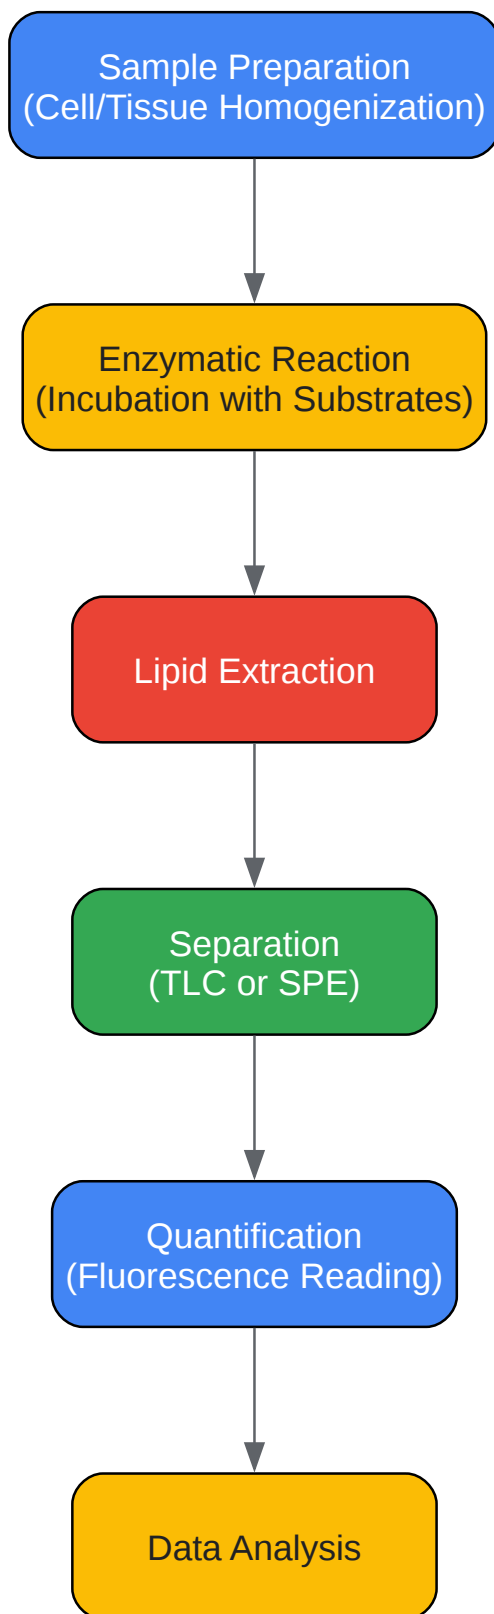 Sample Preparation
(Cell/Tissue Homogenization)
Enzymatic Reaction
(Incubation with Substrates)
Lipid Extraction
Separation
(TLC or SPE)
Quantification
(Fluorescence Reading)
Data Analysis